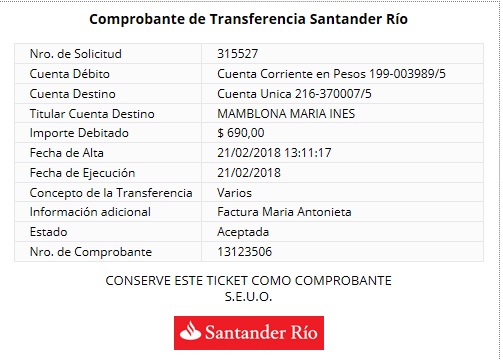 Comprobante de Transferencia Santander Río
Nro. de Solicitud 315527
Cuenta Débito Cuenta Corriente en Pesos 199-003989/5
Cuenta Destino Cuenta Unica 216-370007/5
Titular Cuenta Destino MAMBLONA MARIA INES
Importe Debitado $ 690,00
Fecha de Alta 21/02/2018 13:11:17
Fecha de Ejecución 21/02/2018
Concepto de la Transferencia Varios
Información adicional Factura Maria Antonieta
Estado Aceptada
Nro. de Comprobante 13123506
CONSERVE ESTE TICKET COMO COMPROBANTE
S.E.U.O.
Santander Río